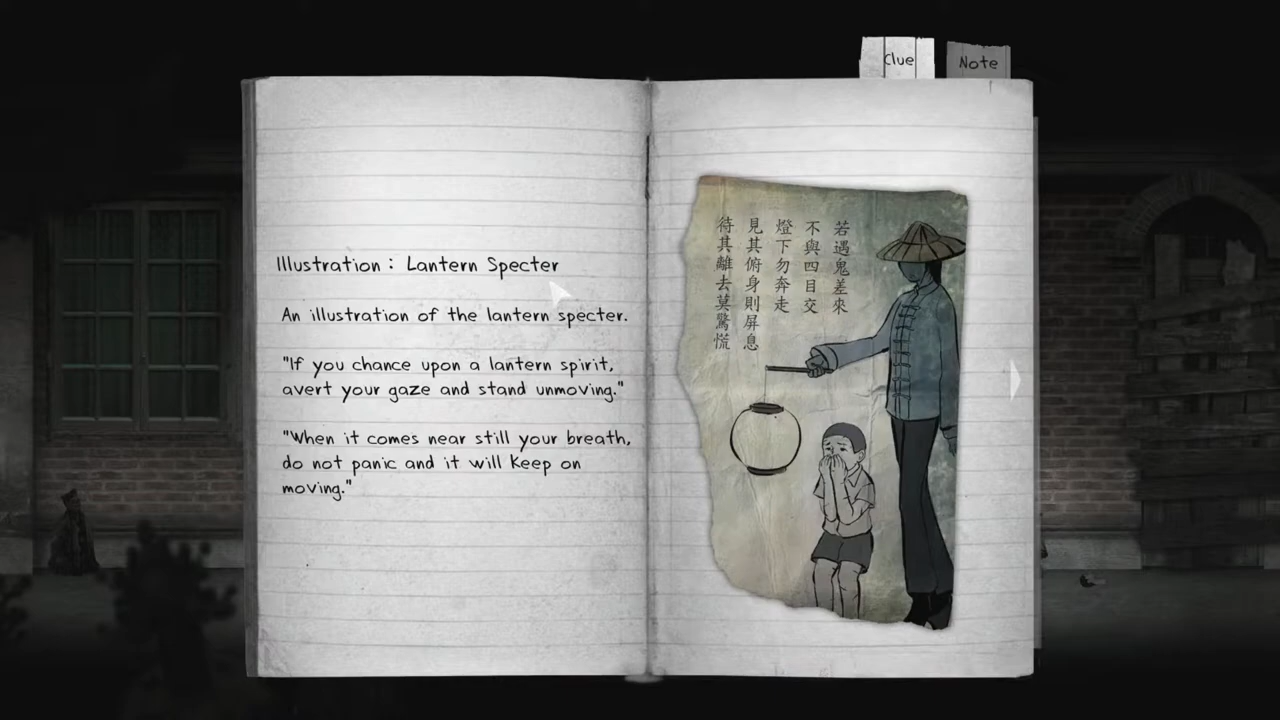 Clue
Note
Illustration : Lantern Specter
An illustration of the lantern specter.
"If you chance upon a lantern spirit,
avert your gaze and stand unmoving."
"When it comes near still your breath,
do not panic and it will keep on
moving."
若遇鬼差來
不與四目交
燈下勿奔走
見其俯身則屏息
待其離去莫驚慌